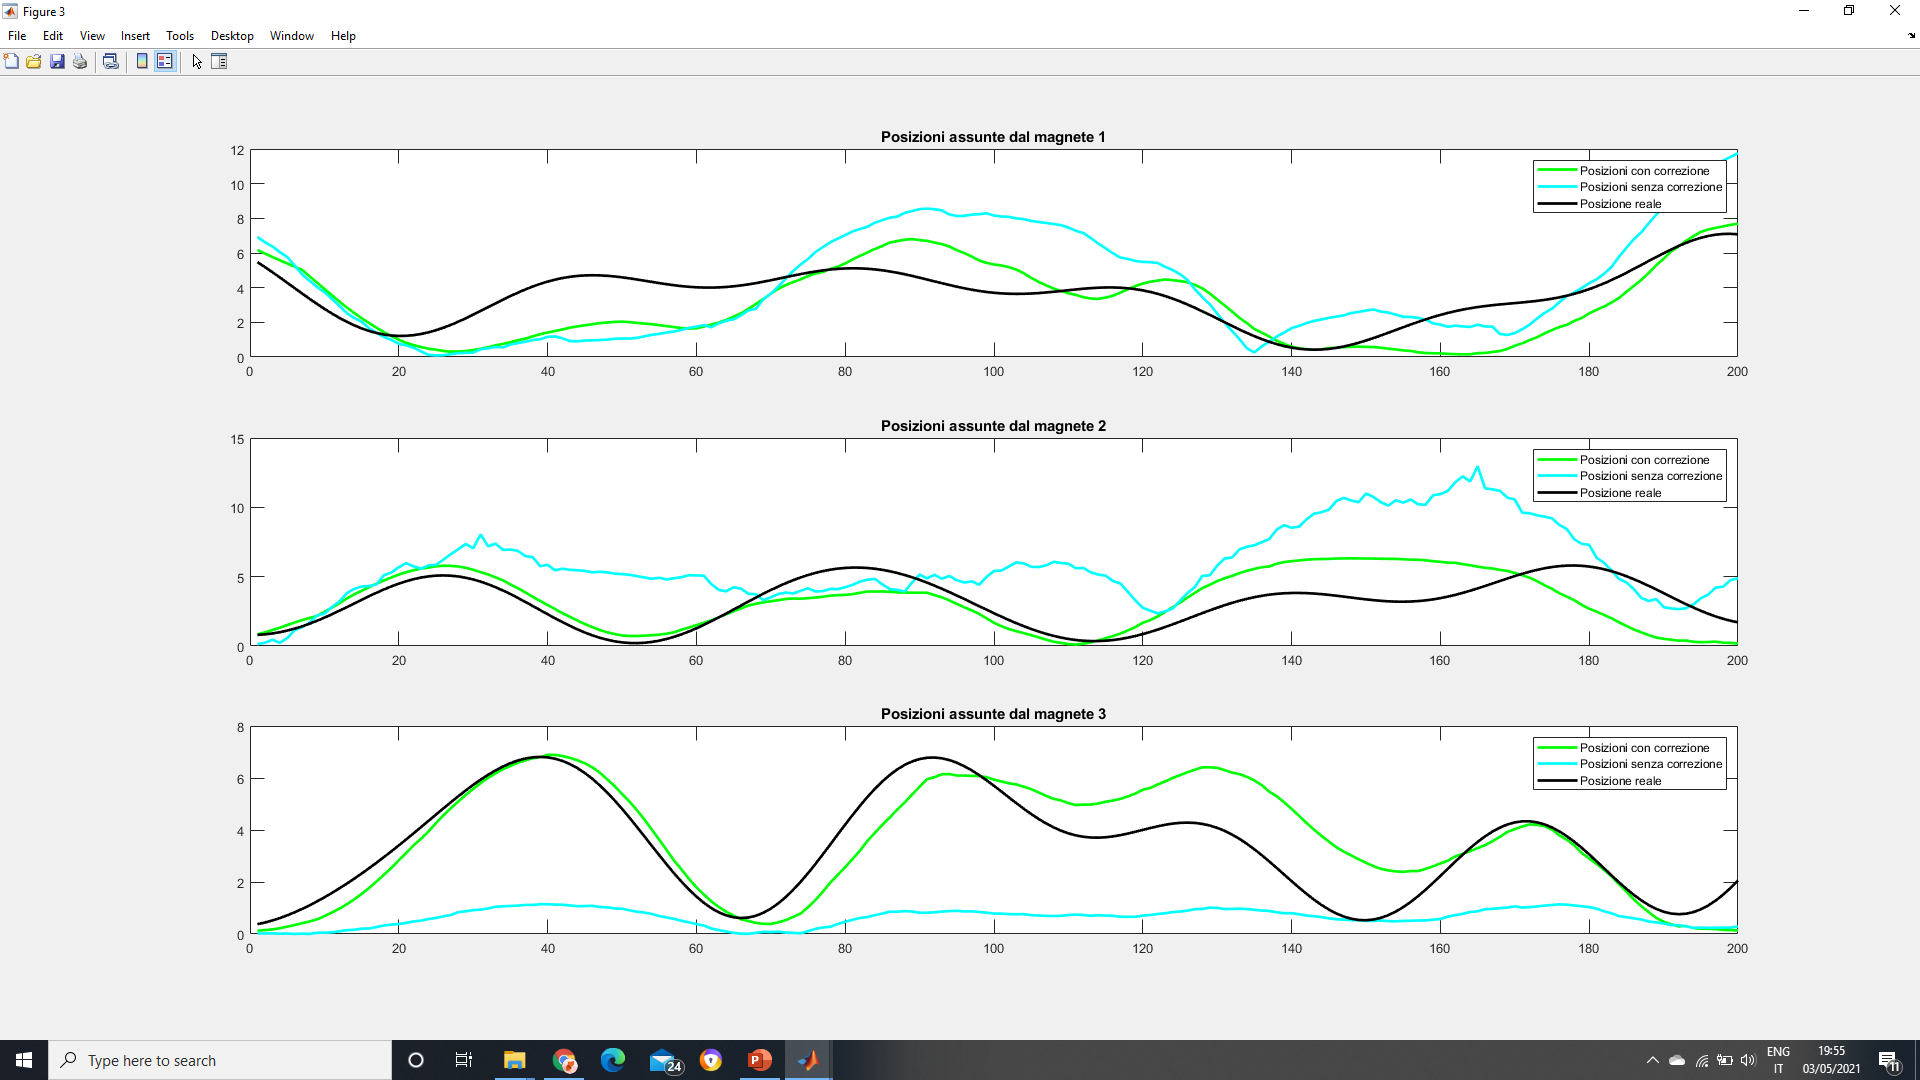 Figure 3
File Edit View Insert Tools Desktop Window Help
Posizioni assunte dal magnete 1
12
10
8
6
4
2
0
0 20 40 60 80 100 120 140 160 180 200
Posizioni con correzione
Posizioni senza correzione
Posizione reale
Posizioni assunte dal magnete 2
15
10
5
0
0 20 40 60 80 100 120 140 160 180 200
Posizioni con correzione
Posizioni senza correzione
Posizione reale
Posizioni assunte dal magnete 3
8
6
4
2
0
0 20 40 60 80 100 120 140 160 180 200
Posizioni con correzione
Posizioni senza correzione
Posizione reale
Type here to search
24
P
ENG
IT
19:55
03/05/2021
11